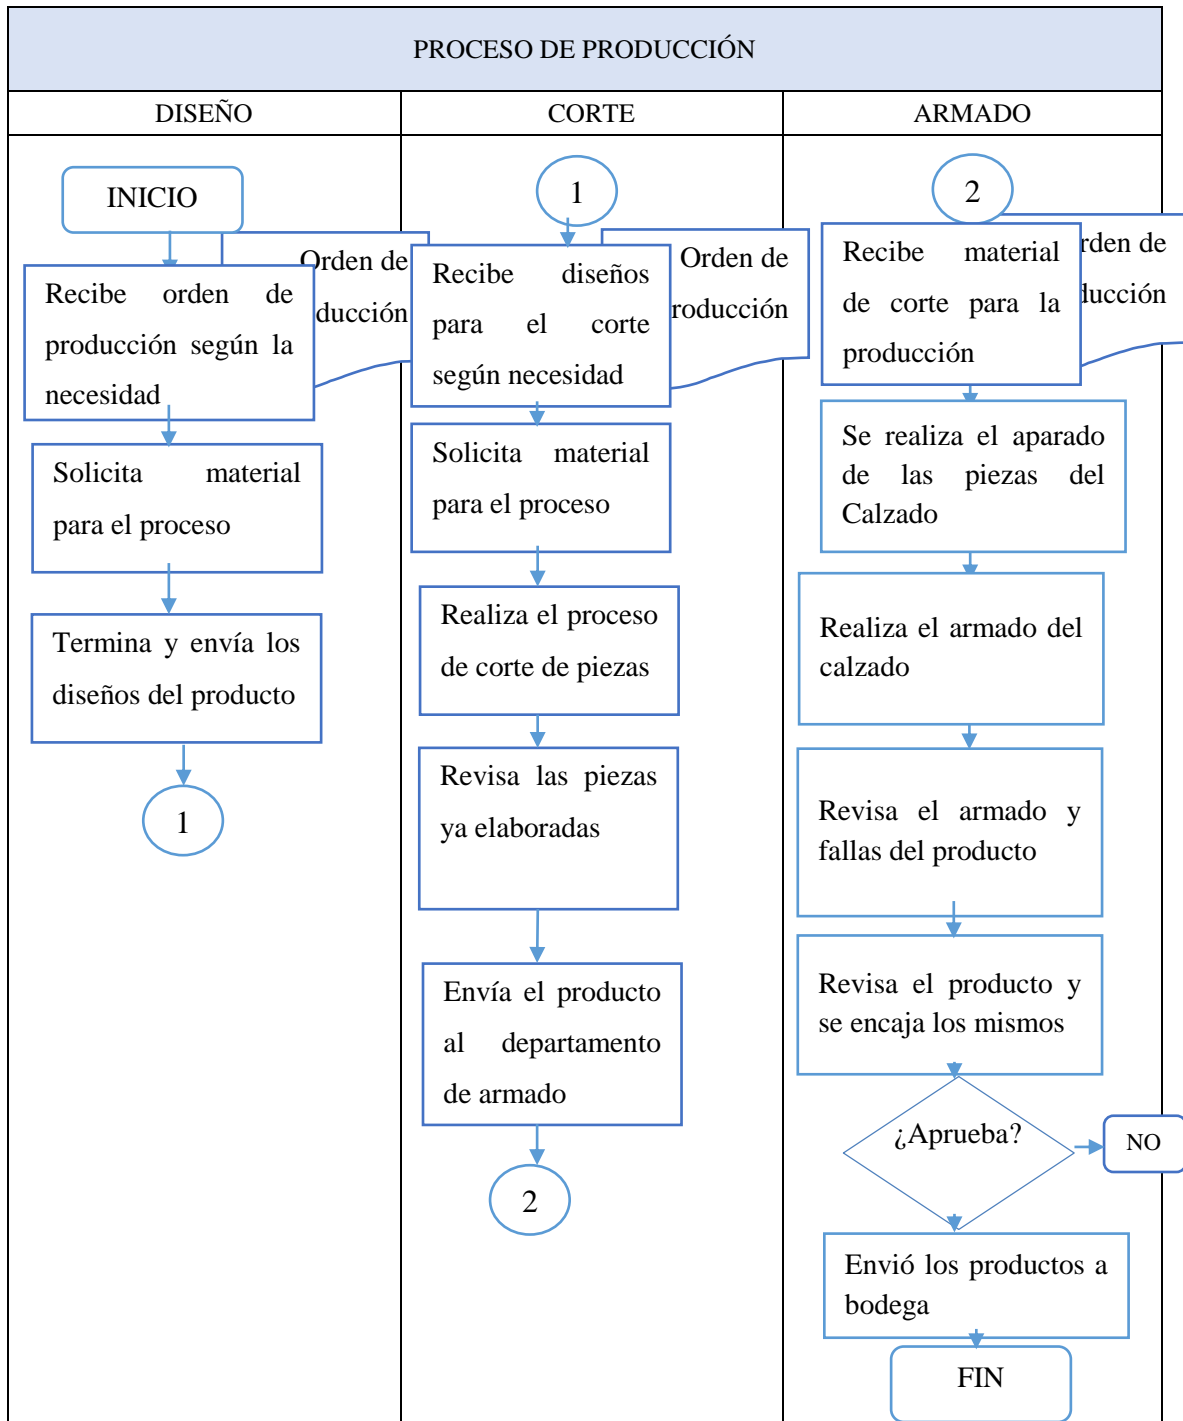 PROCESO DE PRODUCCIÓN
DISEÑO
CORTE
ARMADO
INICIO
Orden de
ducción
Recibe orden de
producción según la
necesidad
Solicita material
para el proceso
Termina y envía los
diseños del producto
1
1
Orden de
roducción
Recibe diseños
para el corte
según necesidad
Solicita material
para el proceso
Realiza el proceso
de corte de piezas
Revisa las piezas
ya elaboradas
Envía el producto
al departamento
de armado
2
2
rden de
ducción
Recibe material
de corte para la
producción
Se realiza el aparado
de las piezas del
Calzado
Realiza el armado del
calzado
Revisa el armado y
fallas del producto
Revisa el producto y
se encaja los mismos
¿Aprueba?
NO
Envió los productos a
bodega
FIN